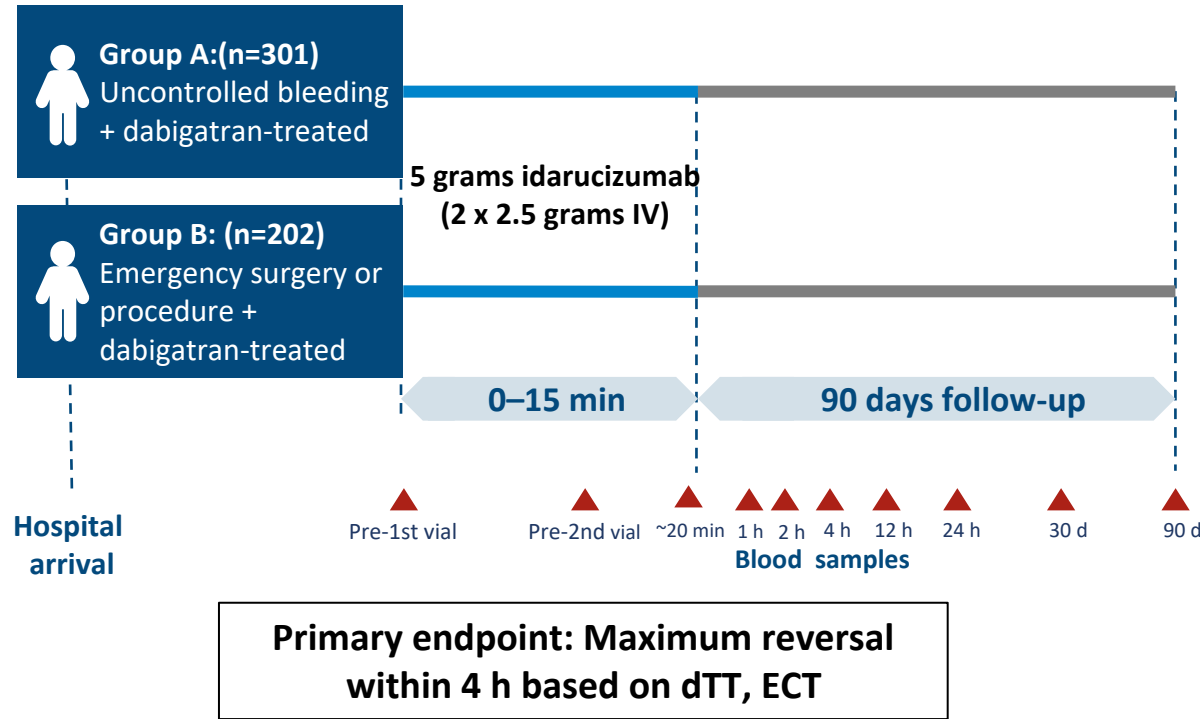 Group A:(n=301)
Uncontrolled bleeding
+ dabigatran-treated
5 grams idarucizumab
(2 x 2.5 grams IV)
Group B: (n=202)
Emergency surgery or
procedure +
dabigatran-treated
0–15 min
90 days follow-up
Hospital
arrival
Pre-1st vial
Pre-2nd vial
~20 min
1 h
2 h
4 h
12 h
24 h
30 d
90 d
Blood samples
Primary endpoint: Maximum reversal
within 4 h based on dTT, ECT